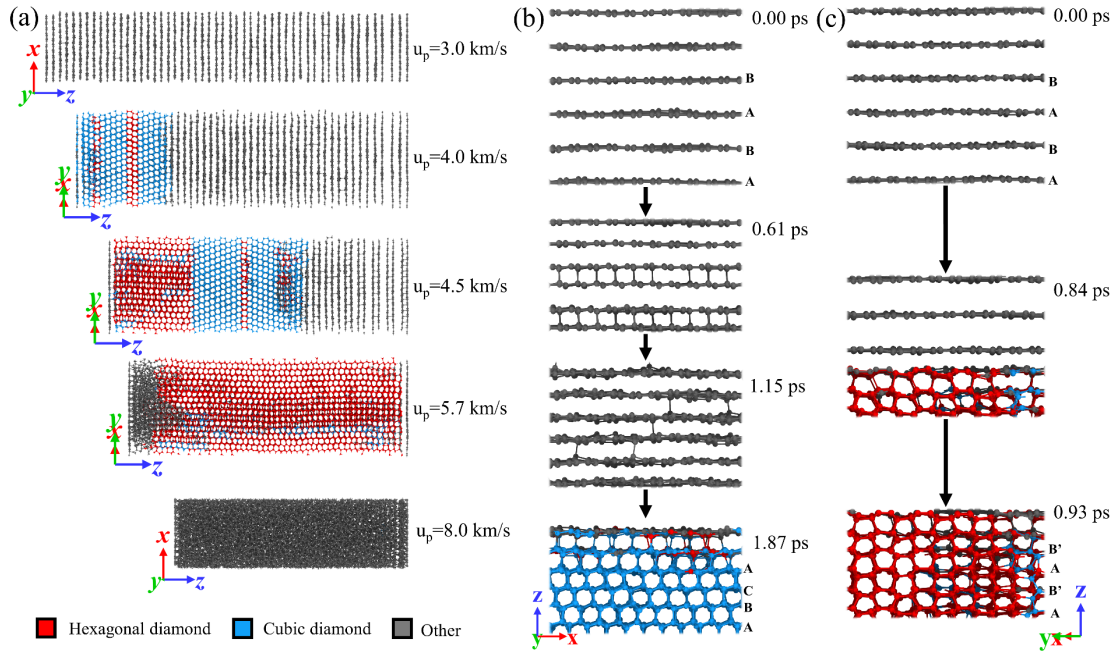 (a)
x
y
z
u_p=3.0 km/s
y
x
z
u_p=4.0 km/s
y
x
z
u_p=4.5 km/s
y
x
z
u_p=5.7 km/s
x
y
z
u_p=8.0 km/s
Hexagonal diamond
Cubic diamond
Other
(b)
0.00 ps
B
A
B
A
0.61 ps
1.15 ps
1.87 ps
A
C
B
A
z
y
x
(c)
0.00 ps
B
A
B
A
0.84 ps
0.93 ps
B'
A
B'
A
z
yx